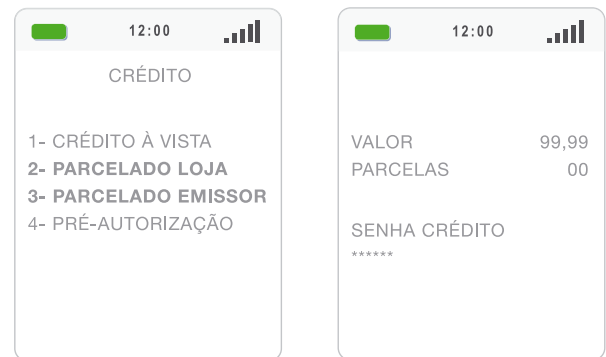 12:00
CRÉDITO
1- CRÉDITO À VISTA
2- PARCELADO LOJA
3- PARCELADO EMISSOR
4- PRÉ-AUTORIZAÇÃO
12:00
VALOR 99,99
PARCELAS 00
SENHA CRÉDITO
******